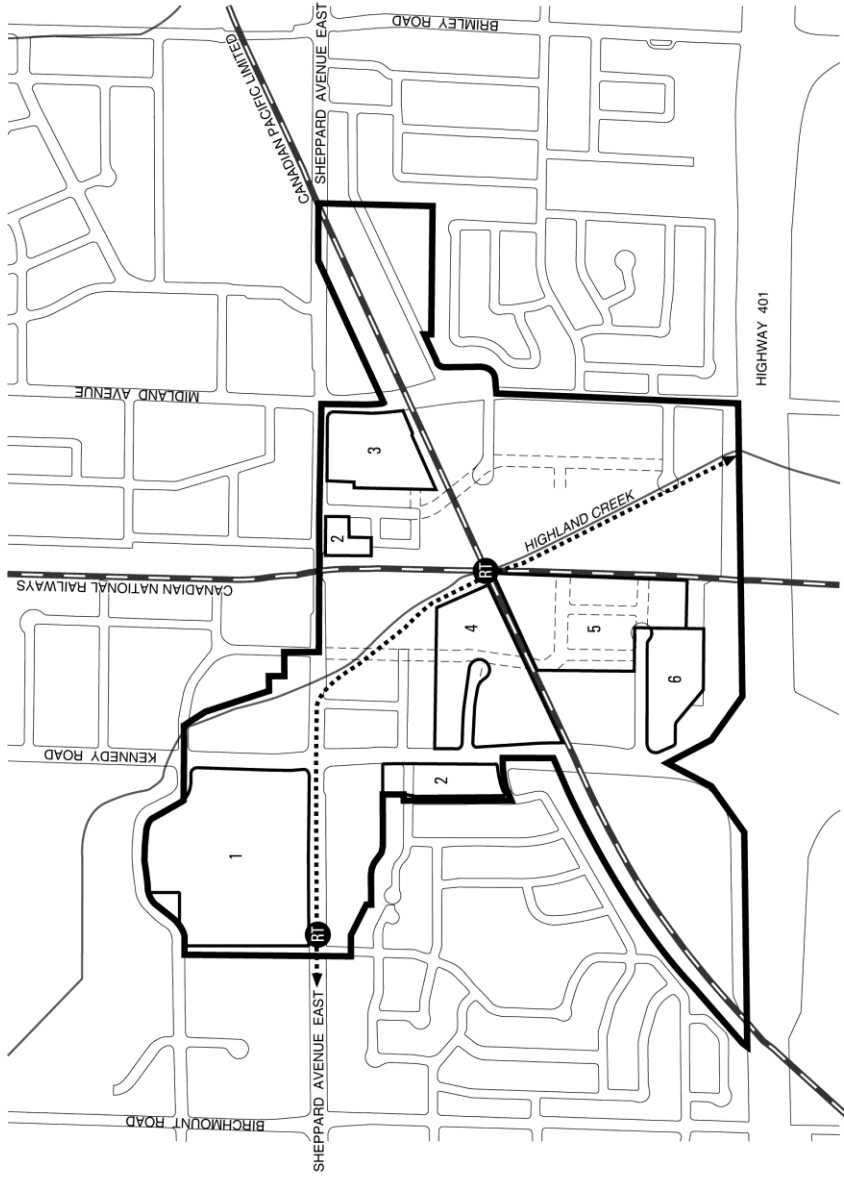 BRIMLEY ROAD
CANADIAN PACIFIC LIMITED
SHEPPARD AVENUE EAST
MIDLAND AVENUE
HIGHWAY 401
3
2
HIGHLAND CREEK
CANADIAN NATIONAL RAILWAYS
RT
4
5
6
KENNEDY ROAD
2
1
RT
SHEPPARD AVENUE EAST
BIRCHMOUNT ROAD